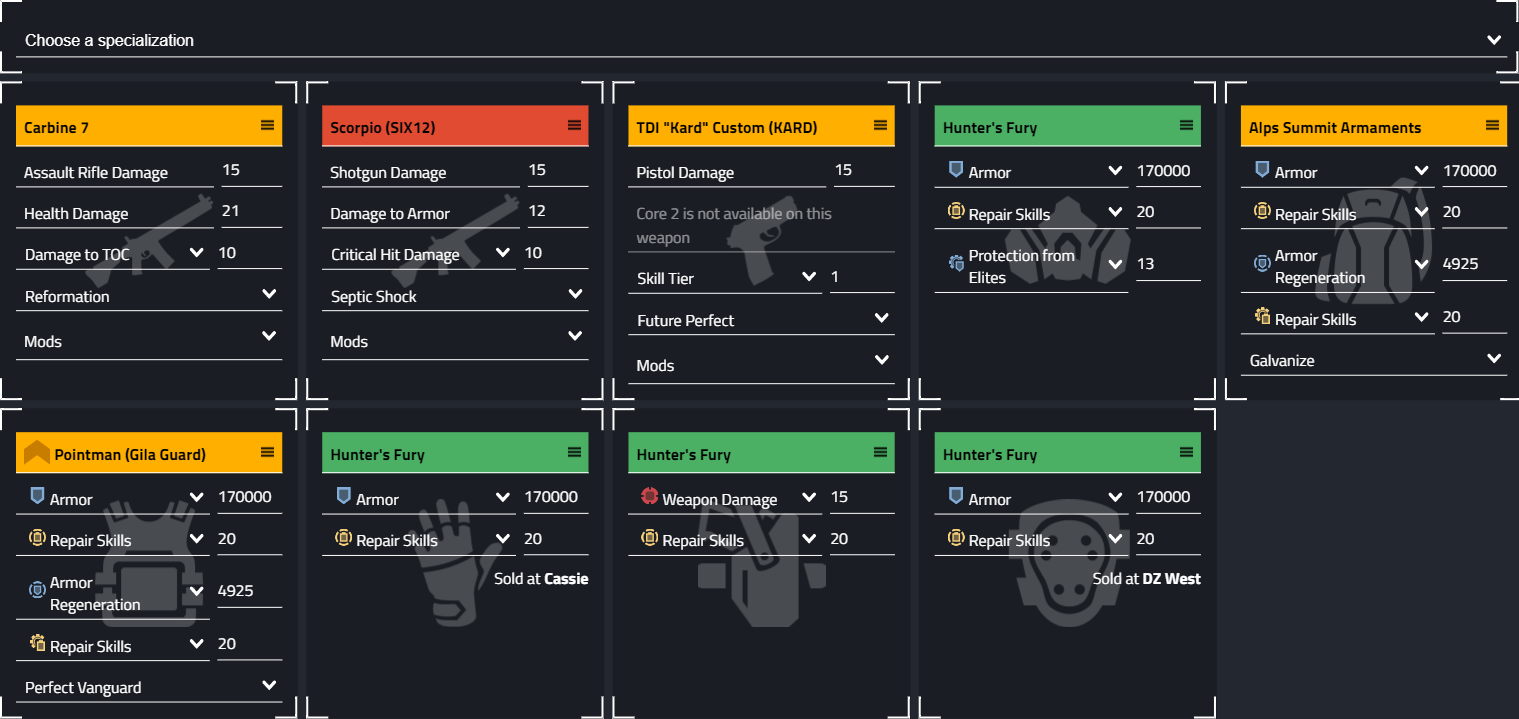 Choose a specialization
Carbine 7
Assault Rifle Damage 15
Health Damage 21
Damage to TOC 10
Reformation
Mods
Scorpio (SIX12)
Shotgun Damage 15
Damage to Armor 12
Critical Hit Damage 10
Septic Shock
Mods
TDI "Kard" Custom (KARD)
Pistol Damage 15
Core 2 is not available on this
weapon
Skill Tier 1
Future Perfect
Mods
Hunter's Fury
Armor 170000
Repair Skills 20
Protection from
Elites 13
Alps Summit Armaments
Armor 170000
Repair Skills 20
Armor
Regeneration 4925
Repair Skills 20
Galvanize
Pointman (Gila Guard)
Armor 170000
Repair Skills 20
Armor
Regeneration 4925
Repair Skills 20
Perfect Vanguard
Hunter's Fury
Armor 170000
Repair Skills 20
Sold at Cassie
Hunter's Fury
Weapon Damage 15
Repair Skills 20
Hunter's Fury
Armor 170000
Repair Skills 20
Sold at DZ West